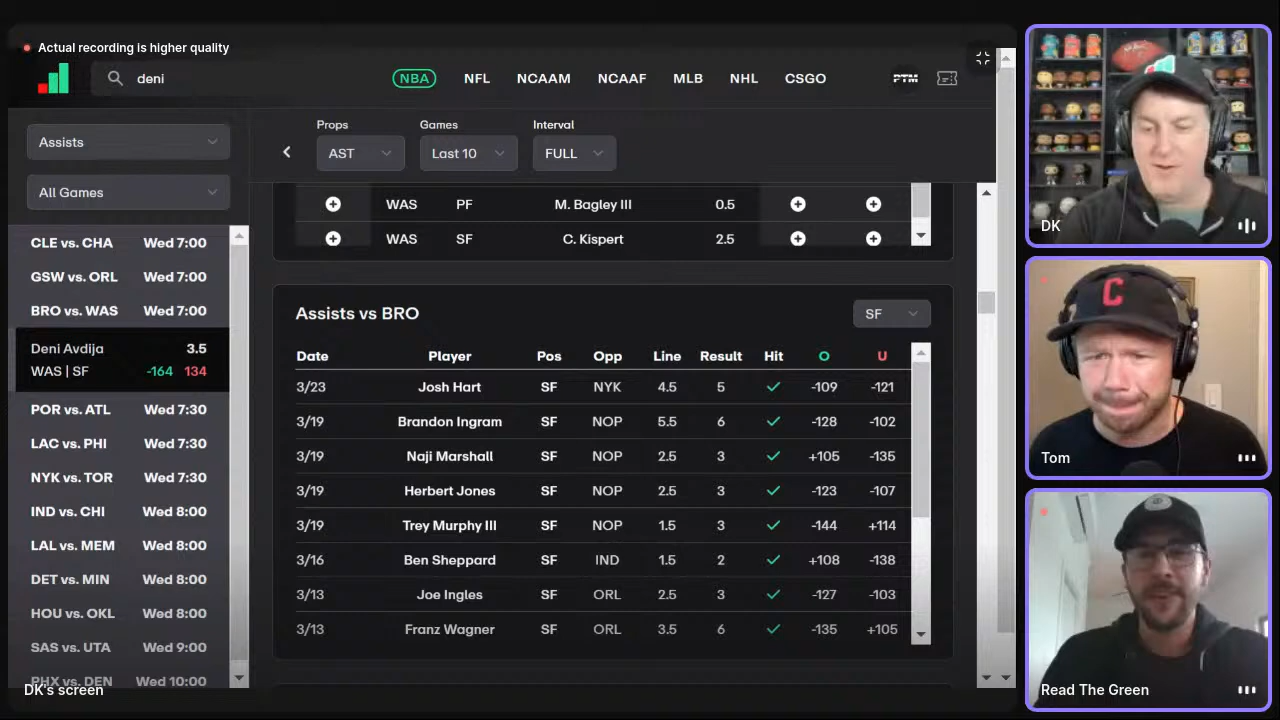 Actual recording is higher quality
deni
NBA NFL NCAAM NCAAF MLB NHL CSGO PTM
Props Games Interval
Assists
AST Last 10 FULL
All Games
WAS PF M. Bagley III 0.5
WAS SF C. Kispert 2.5
CLE vs. CHA Wed 7:00
GSW vs. ORL Wed 7:00
BRO vs. WAS Wed 7:00
Deni Avdija 3.5
WAS | SF -164 134
POR vs. ATL Wed 7:30
LAC vs. PHI Wed 7:30
NYK vs. TOR Wed 7:30
IND vs. CHI Wed 8:00
LAL vs. MEM Wed 8:00
DET vs. MIN Wed 8:00
HOU vs. OKL Wed 8:00
SAS vs. UTA Wed 9:00
PHX vs. DEN Wed 10:00
DK's screen
Assists vs BRO SF
Date Player Pos Opp Line Result Hit O U
3/23 Josh Hart SF NYK 4.5 5 -109 -121
3/19 Brandon Ingram SF NOP 5.5 6 -128 -102
3/19 Naji Marshall SF NOP 2.5 3 +105 -135
3/19 Herbert Jones SF NOP 2.5 3 -123 -107
3/19 Trey Murphy III SF NOP 1.5 3 -144 +114
3/16 Ben Sheppard SF IND 1.5 2 +108 -138
3/13 Joe Ingles SF ORL 2.5 3 -127 -103
3/13 Franz Wagner SF ORL 3.5 6 -135 +105
DK
C
Tom
Read The Green